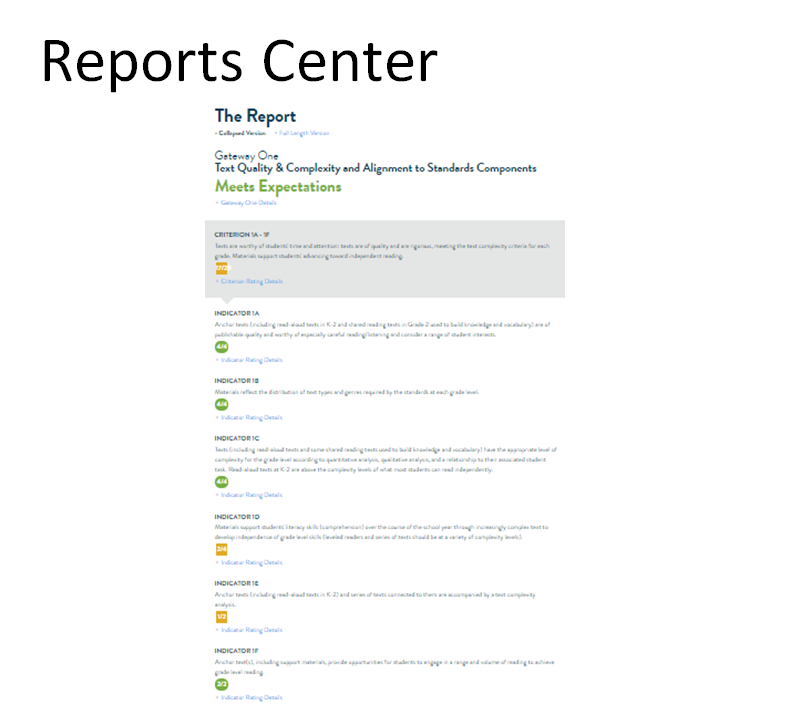 Reports Center
The Report
- Collapsed Version + Full Length Version
Gateway One
Text Quality & Complexity and Alignment to Standards Components
Meets Expectations
+ Gateway One Details
CRITERION 1A - 1F
Texts are worthy of students' time and attention: texts are of quality and are rigorous, meeting the text complexity criteria for each
grade. Materials support students' advancing toward independent reading.
+ Criterion Rating Details
INDICATOR 1A
Anchor texts (including read-aloud texts in K-2 and shared reading texts in Grade 2 used to build knowledge and vocabulary) are of
publishable quality and worthy of especially careful reading/listening and consider a range of student interests.
4/4
+ Indicator Rating Details
INDICATOR 1B
Materials reflect the distribution of text types and genres required by the standards at each grade level.
4/4
+ Indicator Rating Details
INDICATOR 1C
Texts (including read-aloud texts and some shared reading texts used to build knowledge and vocabulary) have the appropriate level of
complexity for the grade level according to quantitative analysis, qualitative analysis, and a relationship to their associated student
task. Read-aloud texts at K-2 are above the complexity levels of what most students can read independently.
4/4
+ Indicator Rating Details
INDICATOR 1D
Materials support students' literacy skills (comprehension) over the course of the school year through increasingly complex text to
develop independence of grade level skills (leveled readers and series of texts should be at a variety of complexity levels).
2/4
+ Indicator Rating Details
INDICATOR 1E
Anchor texts (including read-aloud texts in K-2) and series of texts connected to them are accompanied by a text complexity
analysis.
1/2
+ Indicator Rating Details
INDICATOR 1F
Anchor text(s), including support materials, provide opportunities for students to engage in a range and volume of reading to achieve
grade level reading.
2/2
+ Indicator Rating Details